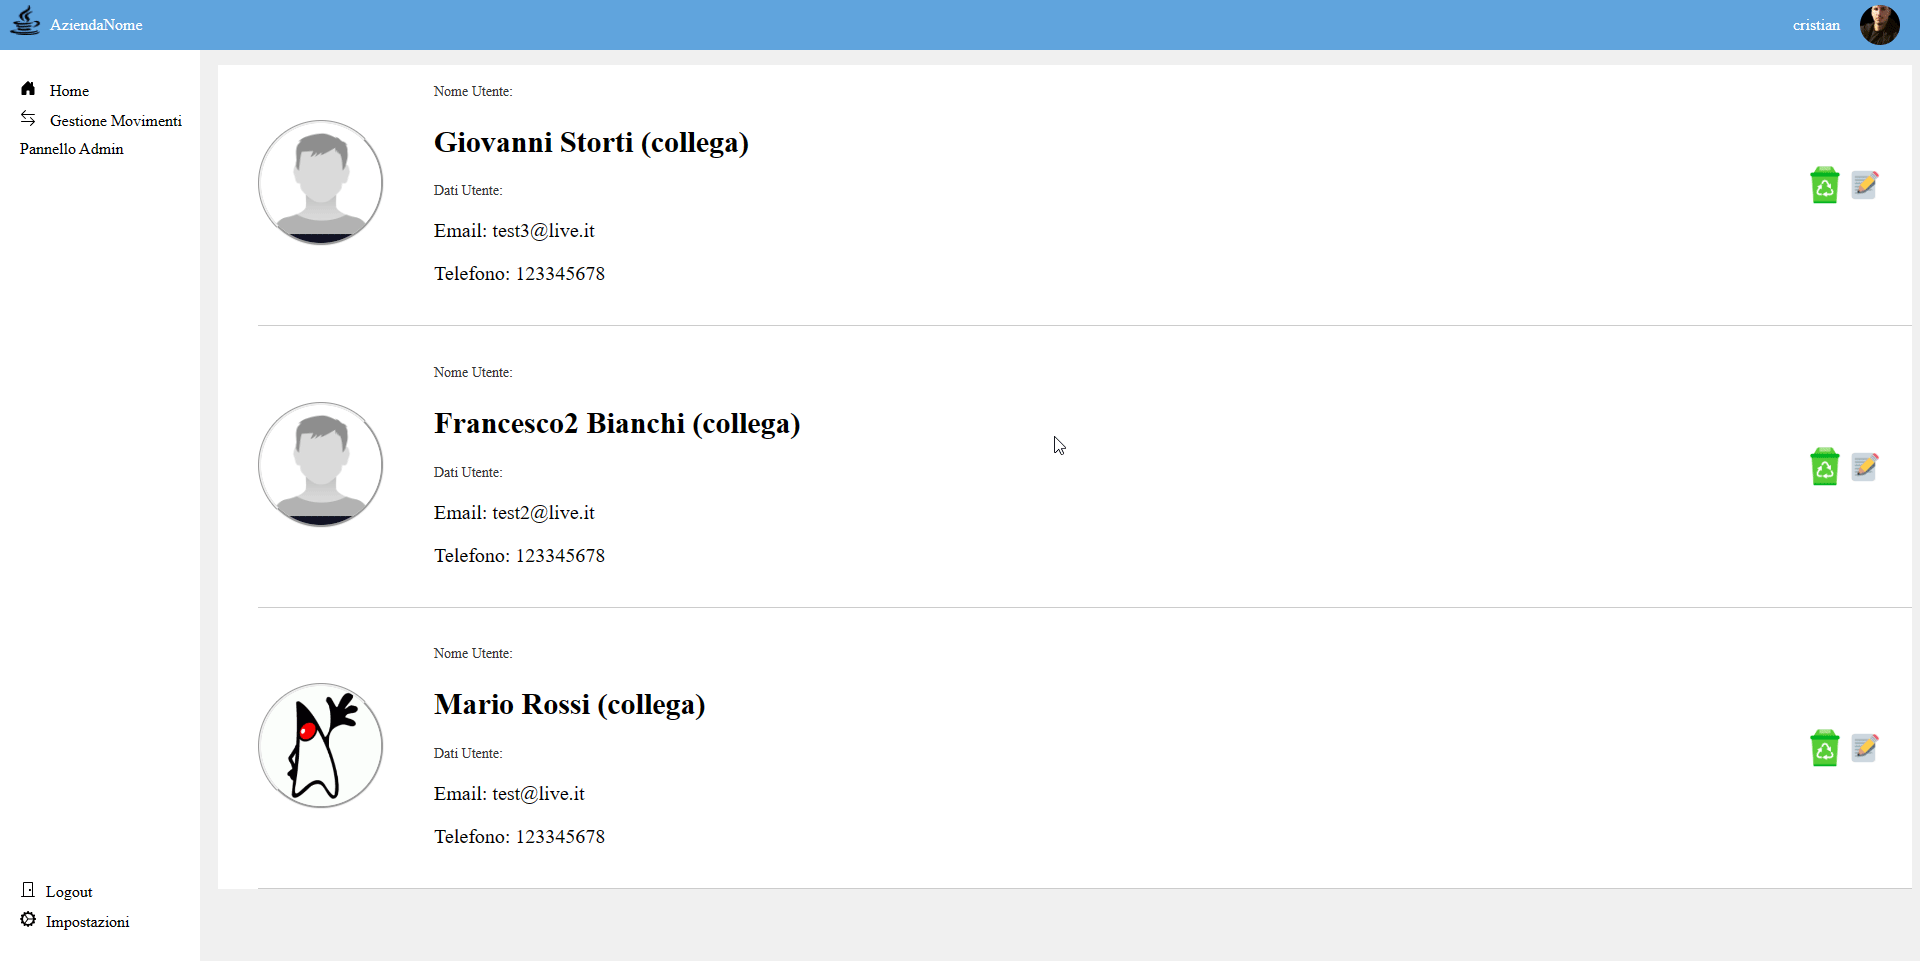 AziendaNome
cristian
Home
Gestione Movimenti
Pannello Admin
Nome Utente:
Giovanni Storti (collega)
Dati Utente:
Email: test3@live.it
Telefono: 123345678
Nome Utente:
Francesco2 Bianchi (collega)
Dati Utente:
Email: test2@live.it
Telefono: 123345678
Nome Utente:
Mario Rossi (collega)
Dati Utente:
Email: test@live.it
Telefono: 123345678
Logout
Impostazioni